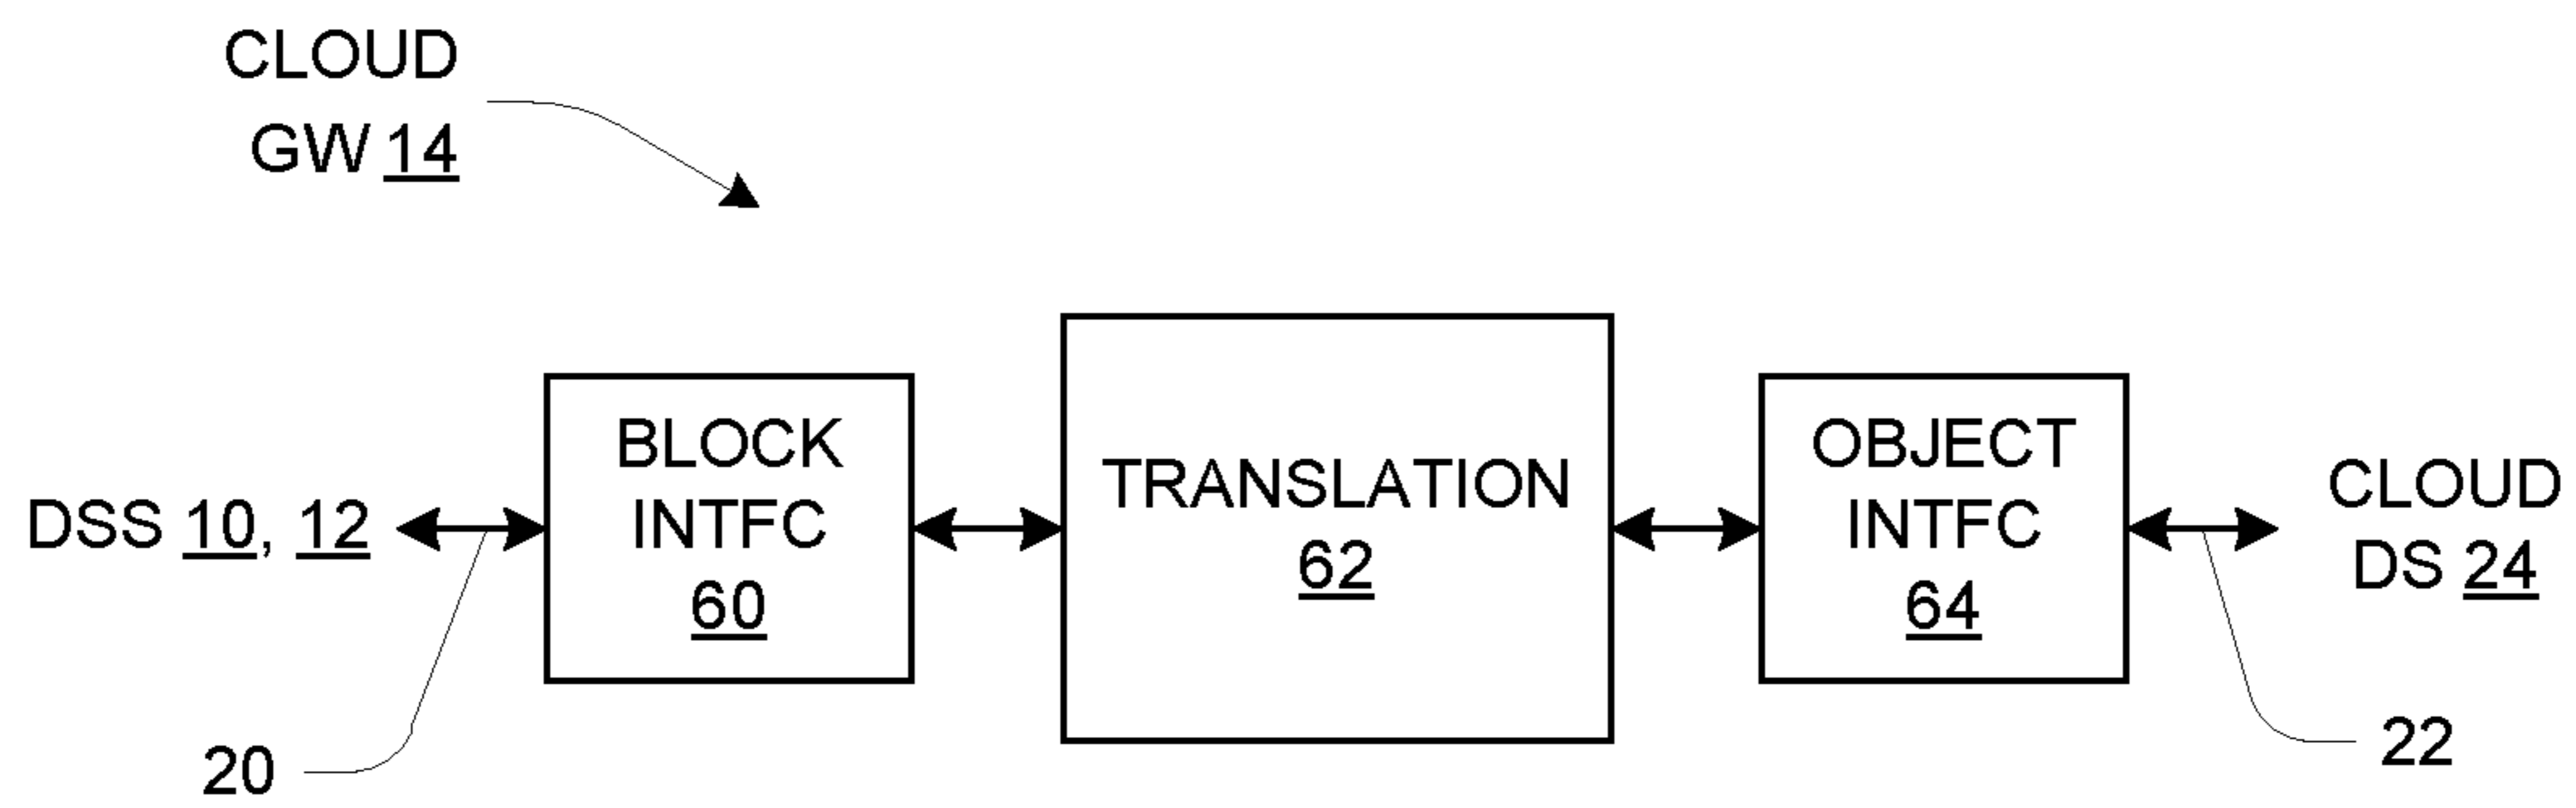 CLOUD
GW 14
BLOCK
INTFC
60
TRANSLATION
62
OBJECT
INTFC
64
DSS 10, 12
CLOUD
DS 24
20
22